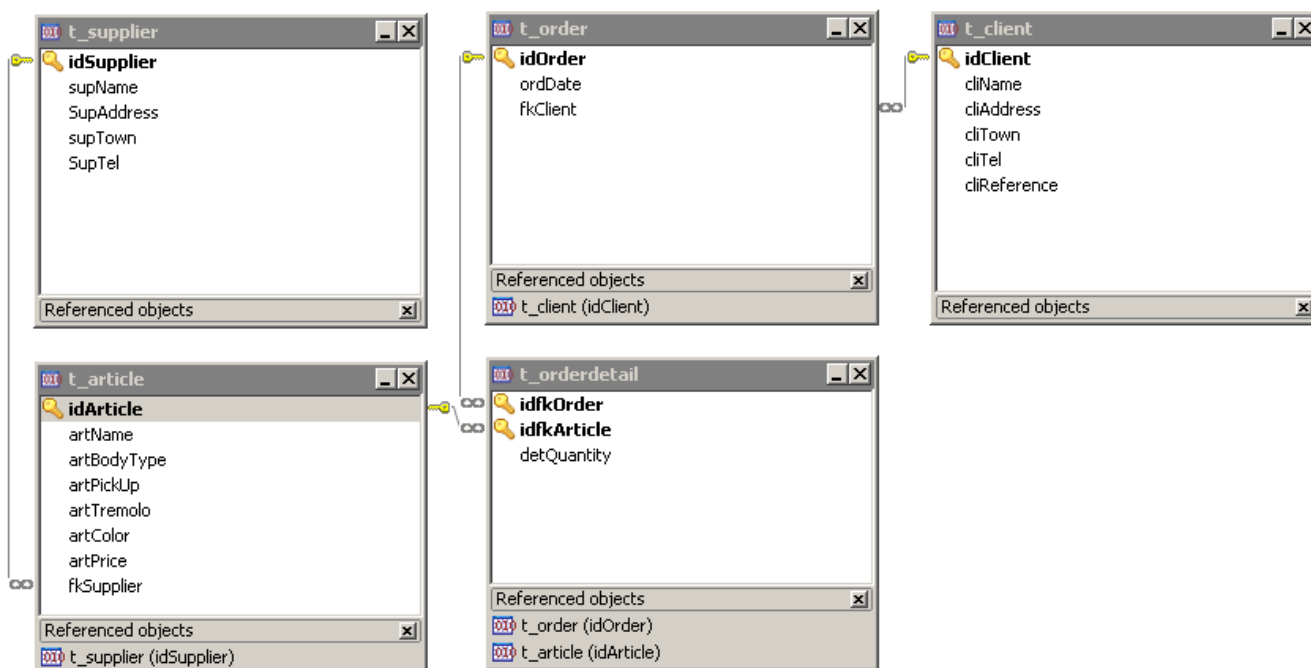 t_supplier
idSupplier
supName
SupAddress
supTown
SupTel
Referenced objects
t_order
idOrder
ordDate
fkClient
Referenced objects
t_client (idClient)
t_client
idClient
cliName
cliAddress
cliTown
cliTel
cliReference
Referenced objects
t_article
idArticle
artName
artBodyType
artPickUp
artTremolo
artColor
artPrice
fkSupplier
Referenced objects
t_supplier (idSupplier)
t_orderdetail
idfkOrder
idfkArticle
detQuantity
Referenced objects
t_order (idOrder)
t_article (idArticle)